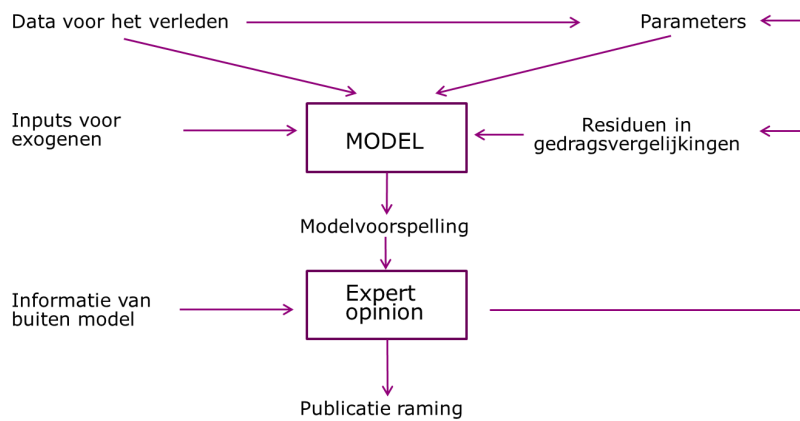 Data voor het verleden
Parameters
Inputs voor
exogenen
MODEL
Residuen in
gedragsvergelijkingen
Modelvoorspelling
Informatie van
buiten model
Expert
opinion
Publicatie raming